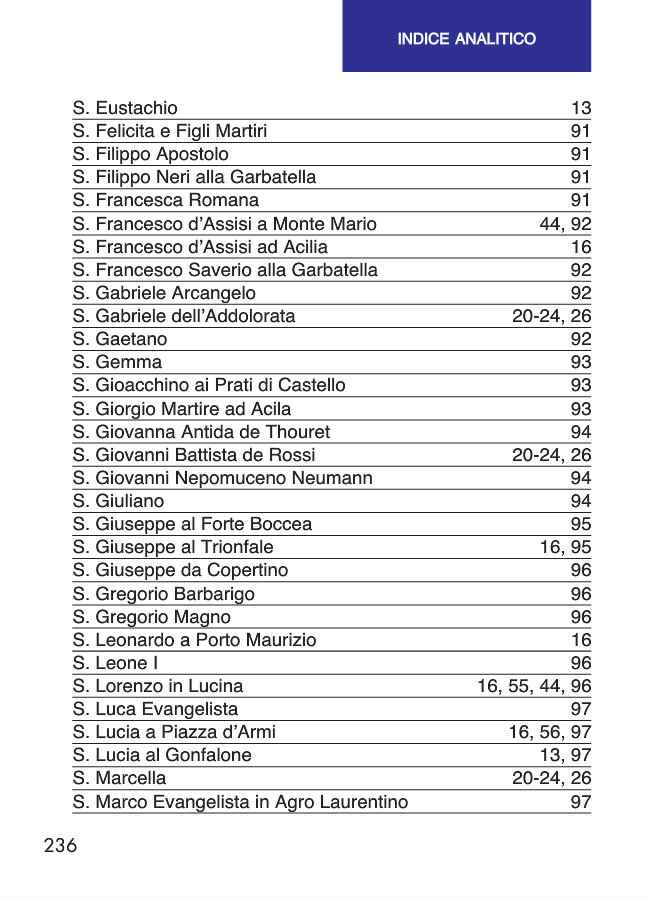 INDICE ANALITICO
S. Eustachio 13
S. Felicita e Figli Martiri 91
S. Filippo Apostolo 91
S. Filippo Neri alla Garbatella 91
S. Francesca Romana 91
S. Francesco d’Assisi a Monte Mario 44, 92
S. Francesco d’Assisi ad Acilia 16
S. Francesco Saverio alla Garbatella 92
S. Gabriele Arcangelo 92
S. Gabriele dell’Addolorata 20-24, 26
S. Gaetano 92
S. Gemma 93
S. Gioacchino ai Prati di Castello 93
S. Giorgio Martire ad Acila 93
S. Giovanna Antida de Thouret 94
S. Giovanni Battista de Rossi 20-24, 26
S. Giovanni Nepomuceno Neumann 94
S. Giuliano 94
S. Giuseppe al Forte Boccea 95
S. Giuseppe al Trionfale 16, 95
S. Giuseppe da Copertino 96
S. Gregorio Barbarigo 96
S. Gregorio Magno 96
S. Leonardo a Porto Maurizio 16
S. Leone I 96
S. Lorenzo in Lucina 16, 55, 44, 96
S. Luca Evangelista 97
S. Lucia a Piazza d’Armi 16, 56, 97
S. Lucia al Gonfalone 13, 97
S. Marcella 20-24, 26
S. Marco Evangelista in Agro Laurentino 97
236